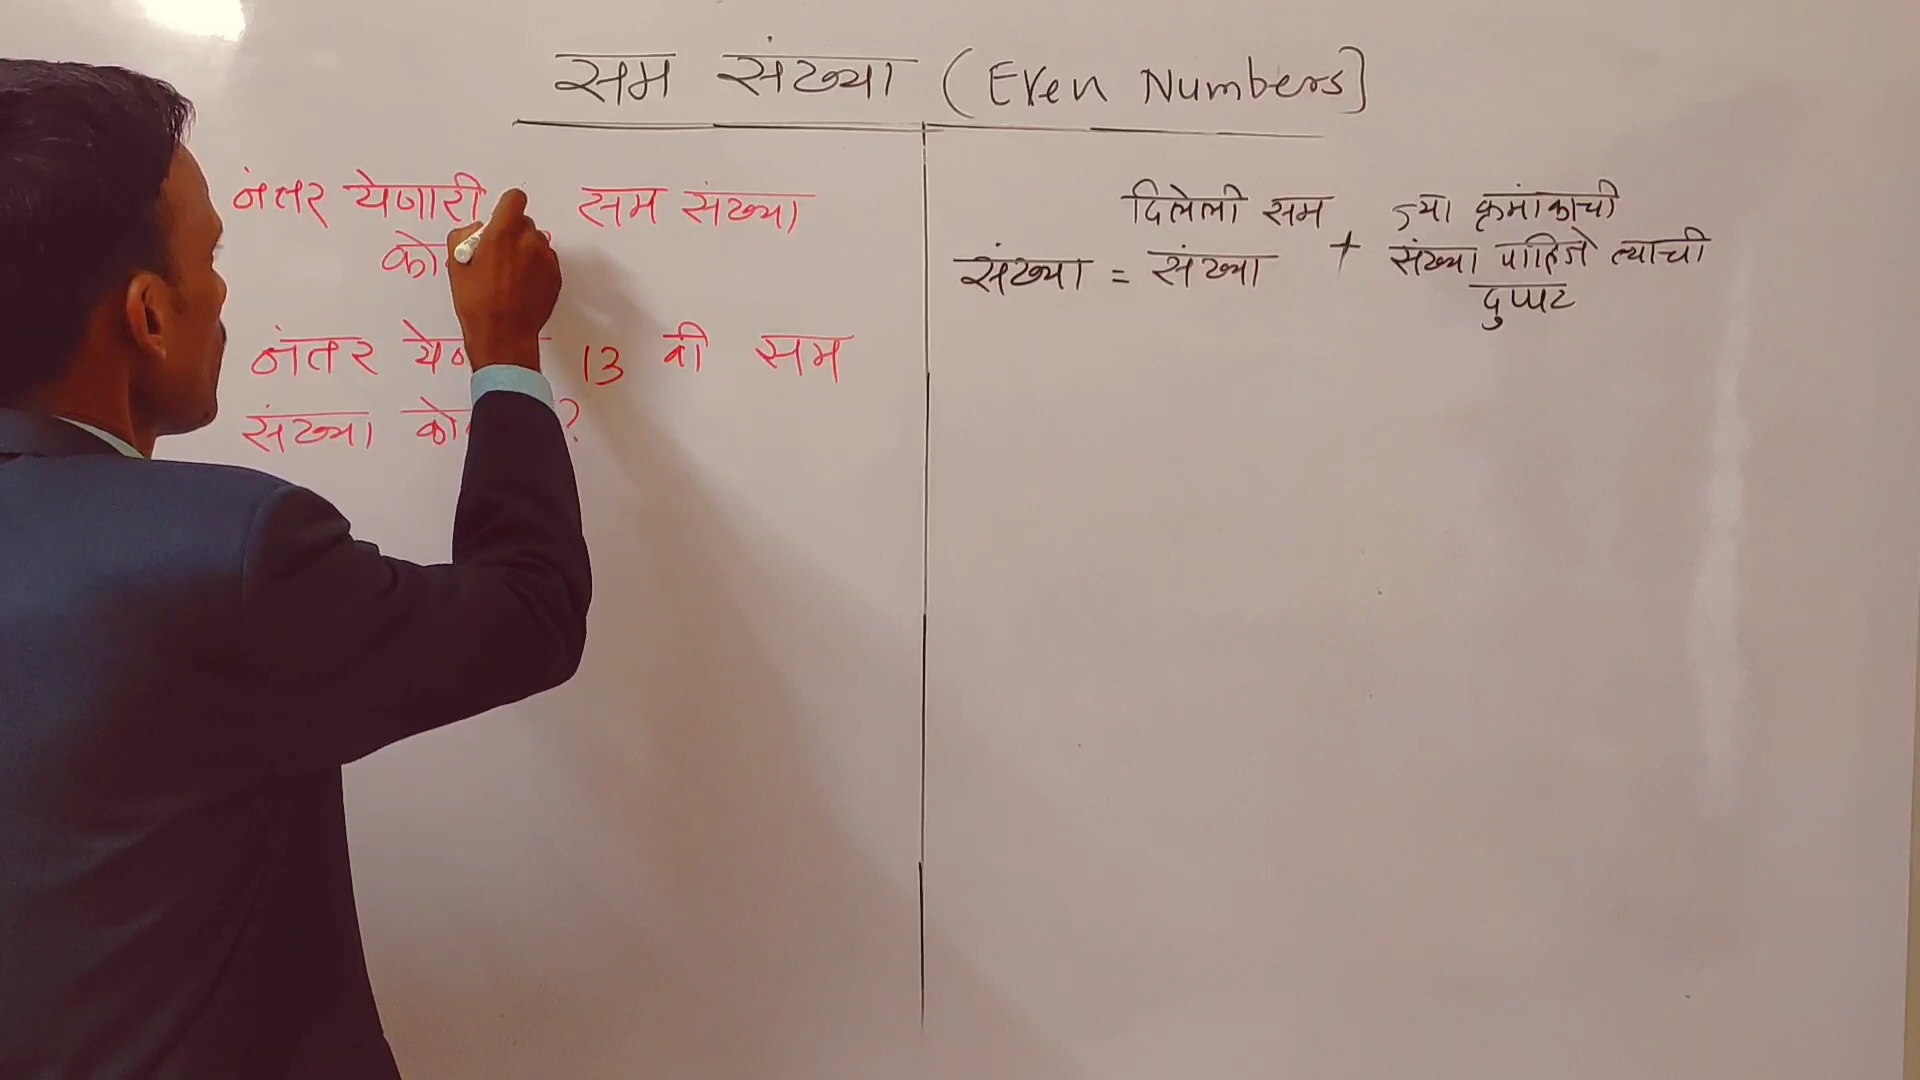 सम संख्या (Even Numbers]
नंतर येणारी सम संख्या
नंतर 13 वी सम
संख्या ?
दिलेली सम ज्या क्रमांकाची
संख्या = संख्या + संख्या पाहिजे त्याची
दुप्पट